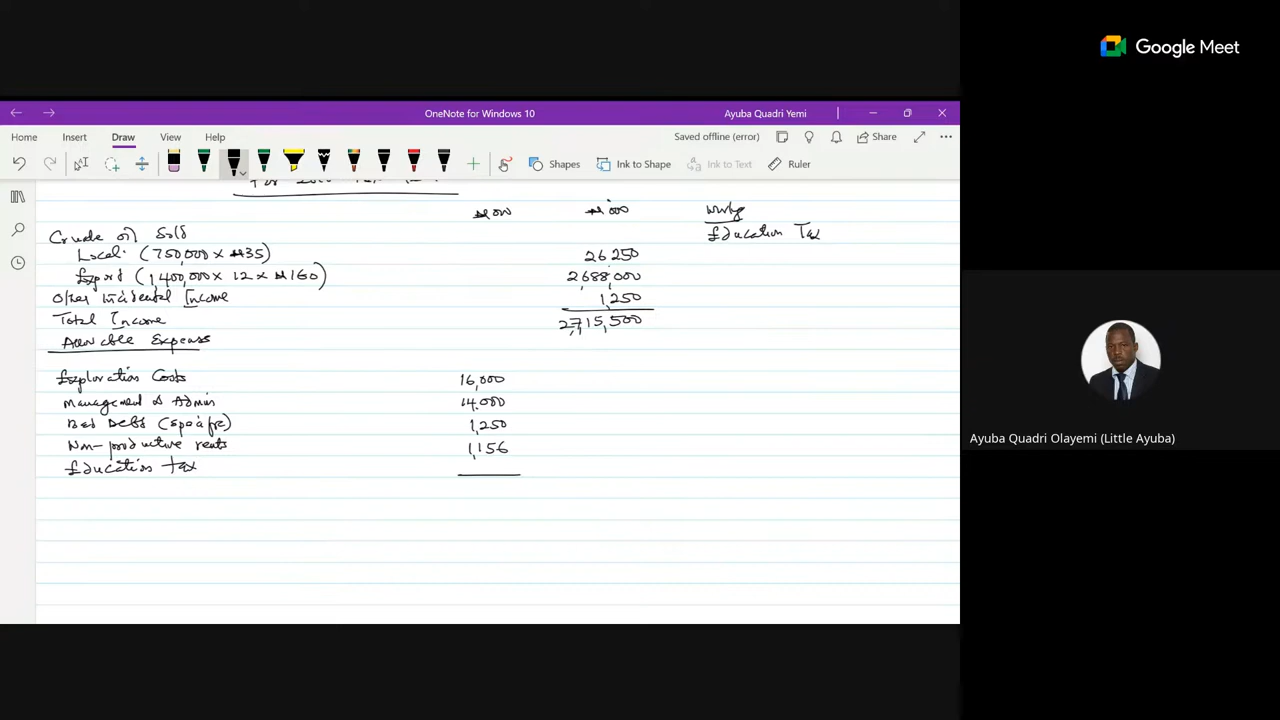 Google Meet
OneNote for Windows 10
Ayuba Quadri Yemi
Home Insert Draw View Help
Saved offline (error) Share
Shapes Ink to Shape Ink to Text Ruler
₦'000 ₦'000
Education Tax
Crude oil Sold
Local (750,000 x ₦35) 26 250
Export (1,400,000 x 12 x ₦160) 2,688,000
Other incidental Income 1,250
Total Income 2,715,500
Allowable Expenses
Exploration Costs 16,000
Management & Admin 14,000
Bad Debt (Specific) 1,250
Non-productive rents 1,156
Education tax
Ayuba Quadri Olayemi (Little Ayuba)